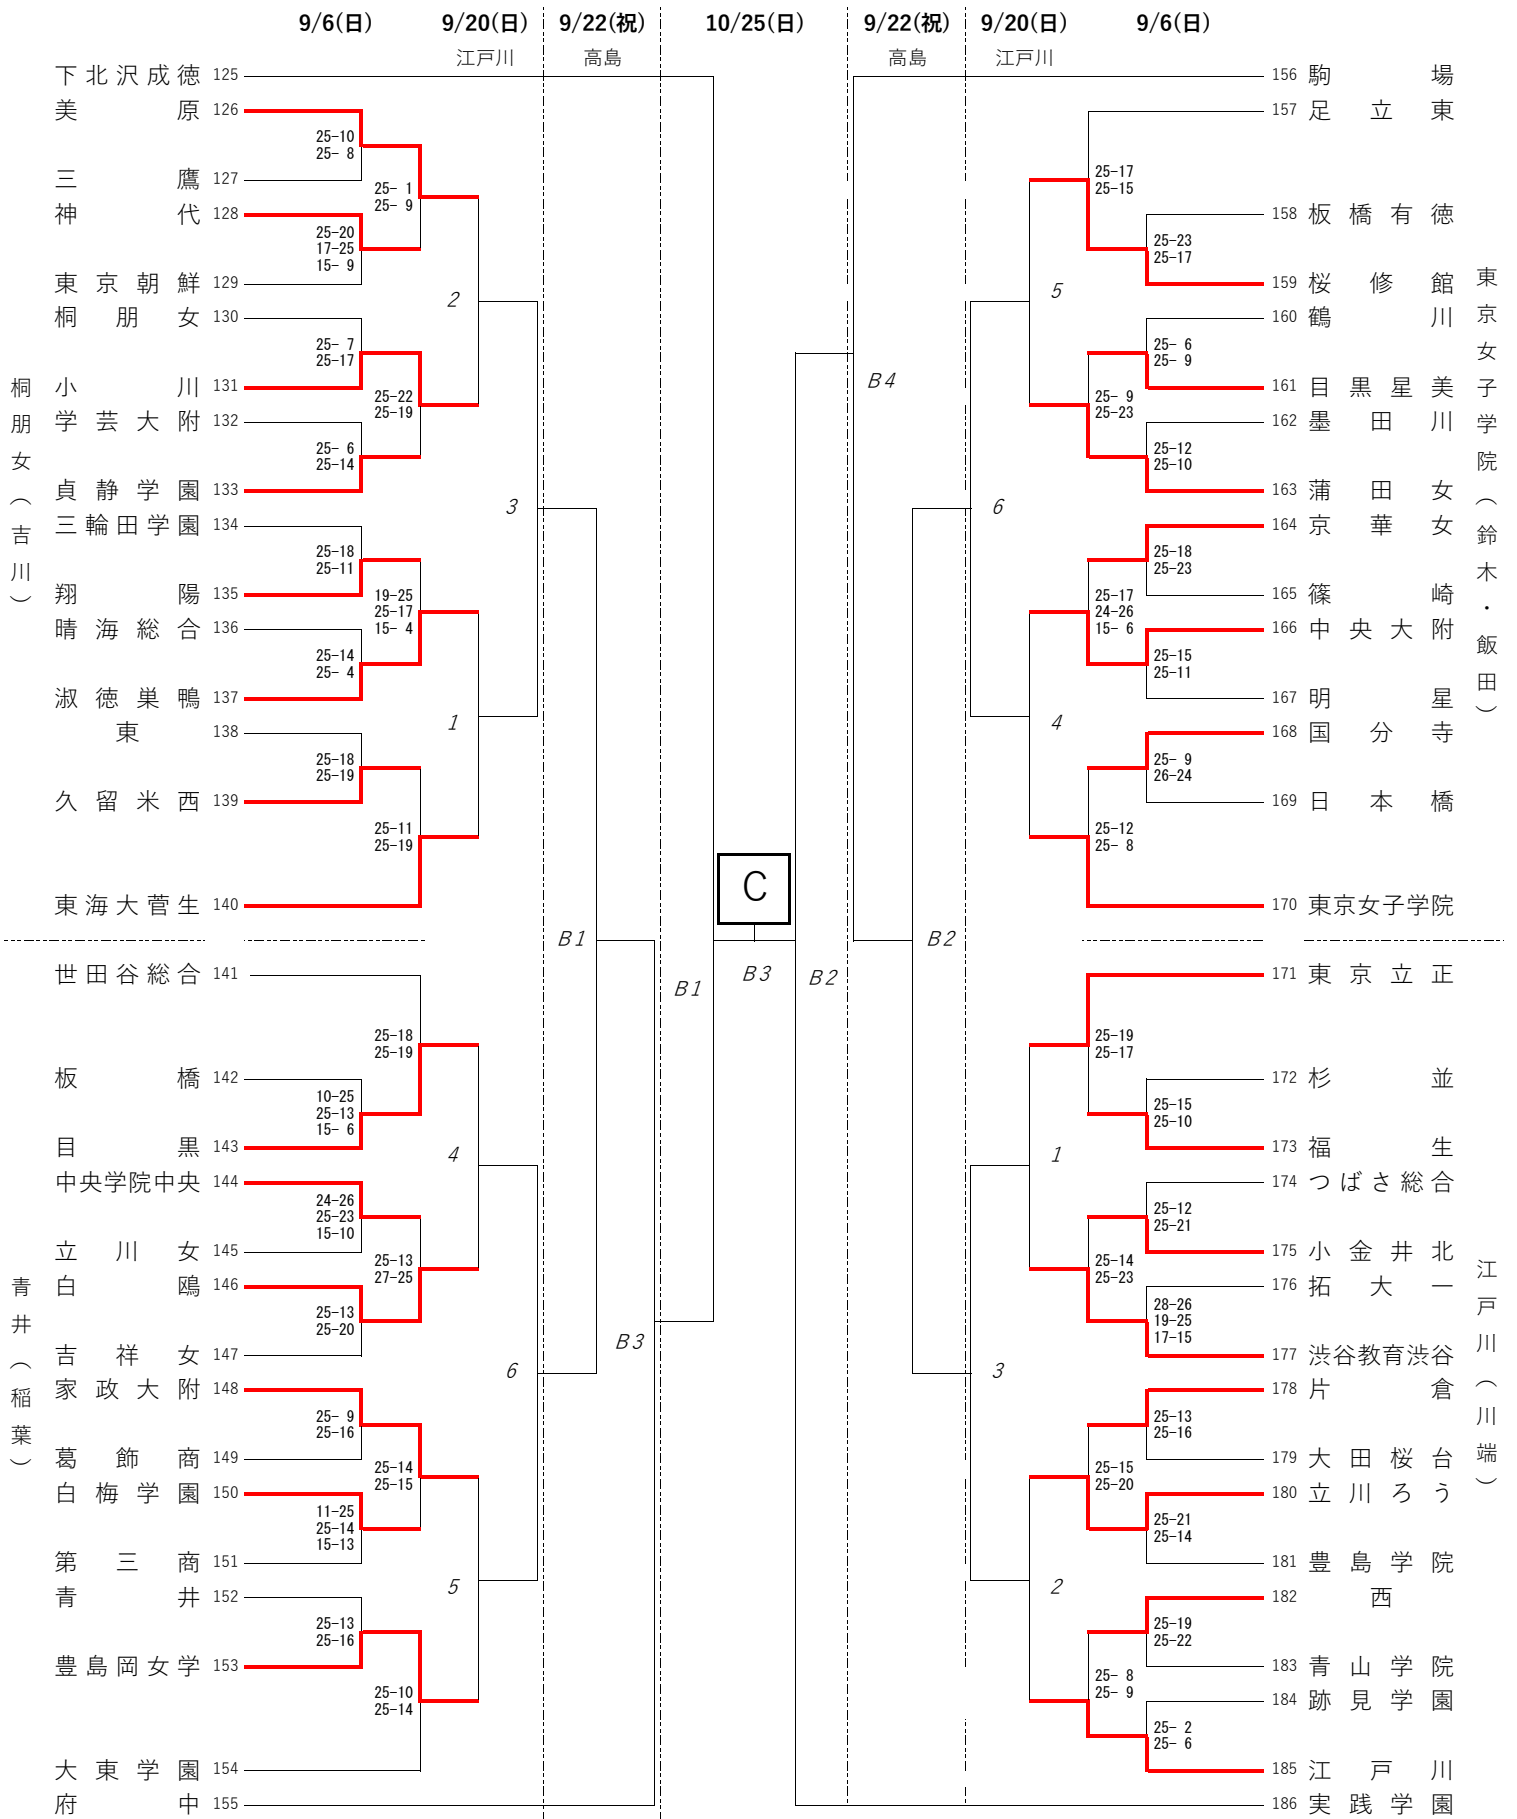 9/6(日) 9/20(日) 9/22(祝) 10/25(日) 9/22(祝) 9/20(日) 9/6(日)
江戸川 高島 高島 江戸川
下北沢成徳 125
美原 126
25-10
25- 8
三鷹 127
25- 1
25- 9
神代 128
25-20
17-25
15- 9
東京朝鮮 129
2
桐朋女 130
25- 7
25-17
小川 131
25-22
25-19
学芸大附 132
25- 6
25-14
貞静学園 133
3
三輪田学園 134
25-18
25-11
翔陽 135
19-25
25-17
15- 4
晴海総合 136
25-14
25- 4
淑徳巣鴨 137
1
東 138
25-18
25-19
久留米西 139
25-11
25-19
東海大菅生 140
桐朋女(吉川)
B1
世田谷総合 141
25-18
25-19
板橋 142
10-25
25-13
15- 6
目黒 143
4
中央学院中央 144
24-26
25-23
15-10
立川女 145
25-13
27-25
白鴎 146
25-13
25-20
吉祥女 147
6
家政大附 148
25- 9
25-16
葛飾商 149
25-14
25-15
白梅学園 150
11-25
25-14
15-13
第三商 151
5
青井 152
25-13
25-16
豊島岡女学 153
25-10
25-14
大東学園 154
府中 155
青井(稲葉)
B3
B1
C
B3
B2
B4
B2
156 駒場
157 足立東
25-17
25-15
158 板橋有徳
25-23
25-17
159 桜修館
5
160 鶴川
25- 6
25- 9
161 目黒星美
25- 9
25-23
162 墨田川
25-12
25-10
163 蒲田女
6
164 京華女
25-18
25-23
165 篠崎
25-17
24-26
15- 6
166 中央大附
25-15
25-11
167 明星
4
168 国分寺
25- 9
26-24
169 日本橋
25-12
25- 8
170 東京女子学院
東京女子学院(鈴木・飯田)
171 東京立正
25-19
25-17
172 杉並
25-15
25-10
173 福生
1
174 つばさ総合
25-12
25-21
175 小金井北
25-14
25-23
176 拓大一
28-26
19-25
17-15
177 渋谷教育渋谷
3
178 片倉
25-13
25-16
179 大田桜台
25-15
25-20
180 立川ろう
25-21
25-14
181 豊島学院
2
182 西
25-19
25-22
183 青山学院
25- 8
25- 9
184 跡見学園
25- 2
25- 6
185 江戸川
186 実践学園
江戸川(川端)